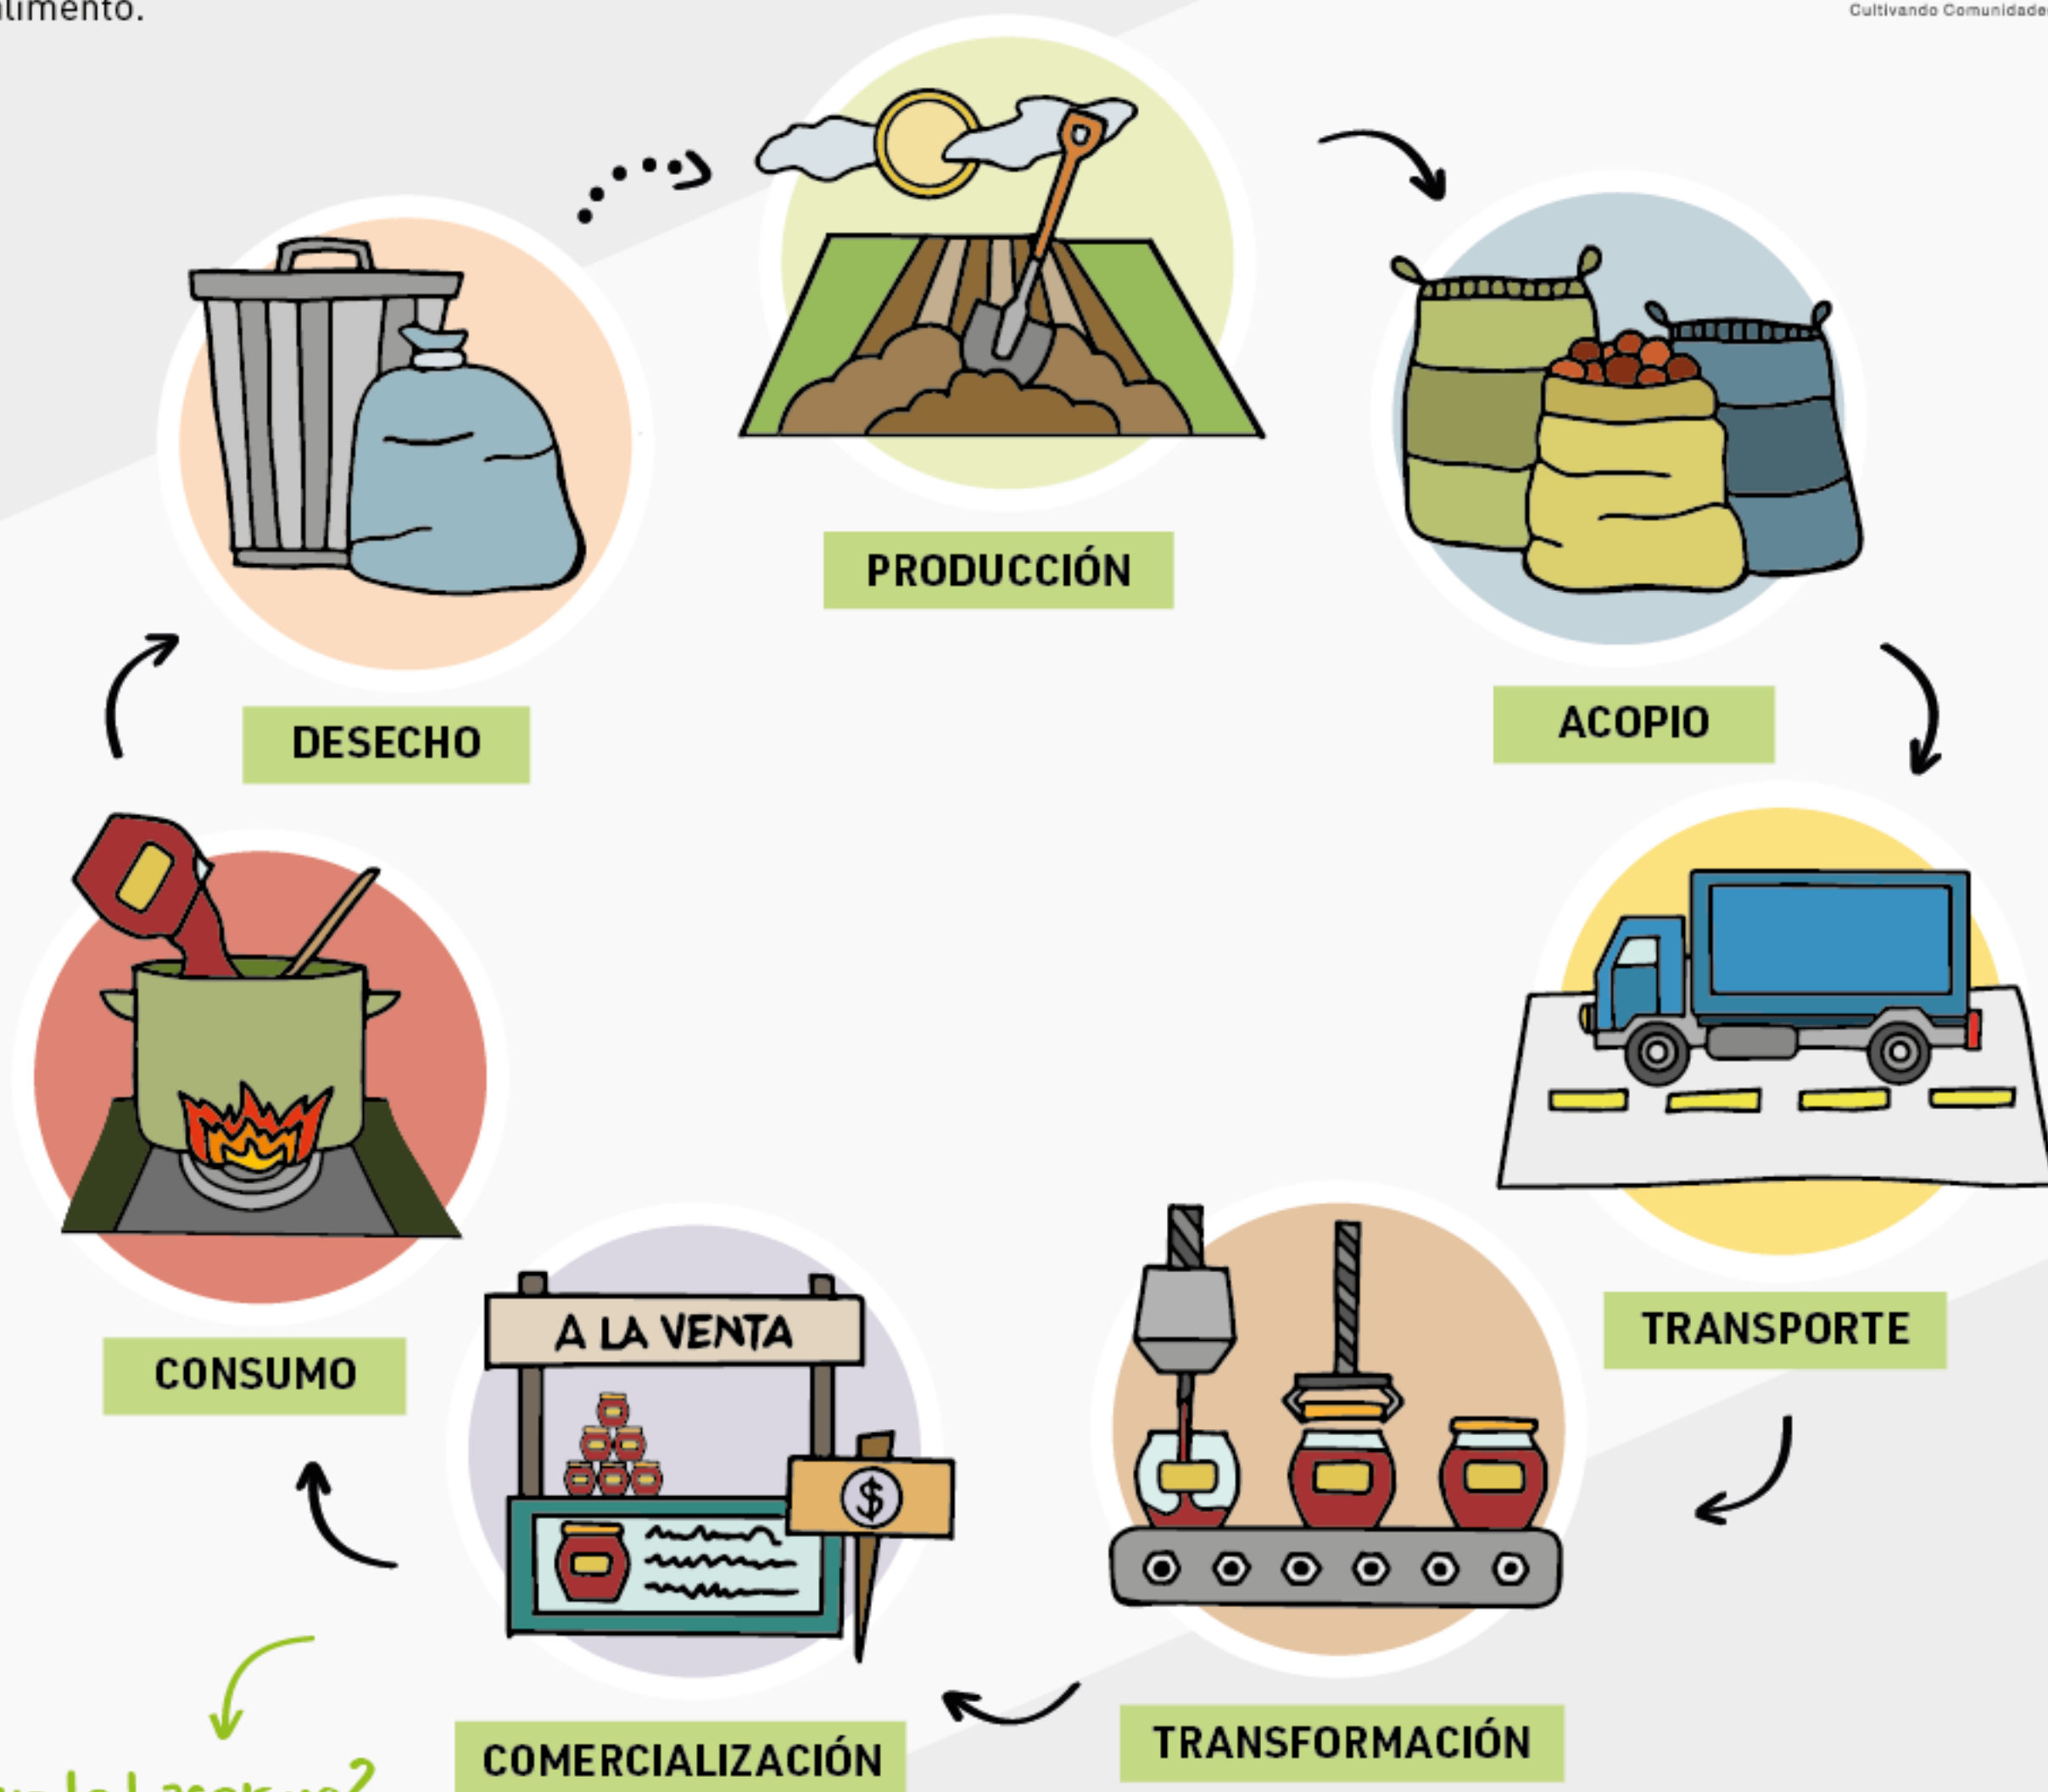 alimento.
Cultivando Comunidades
PRODUCCIÓN
ACOPIO
DESECHO
TRANSPORTE
A LA VENTA
$
CONSUMO
TRANSFORMACIÓN
COMERCIALIZACIÓN